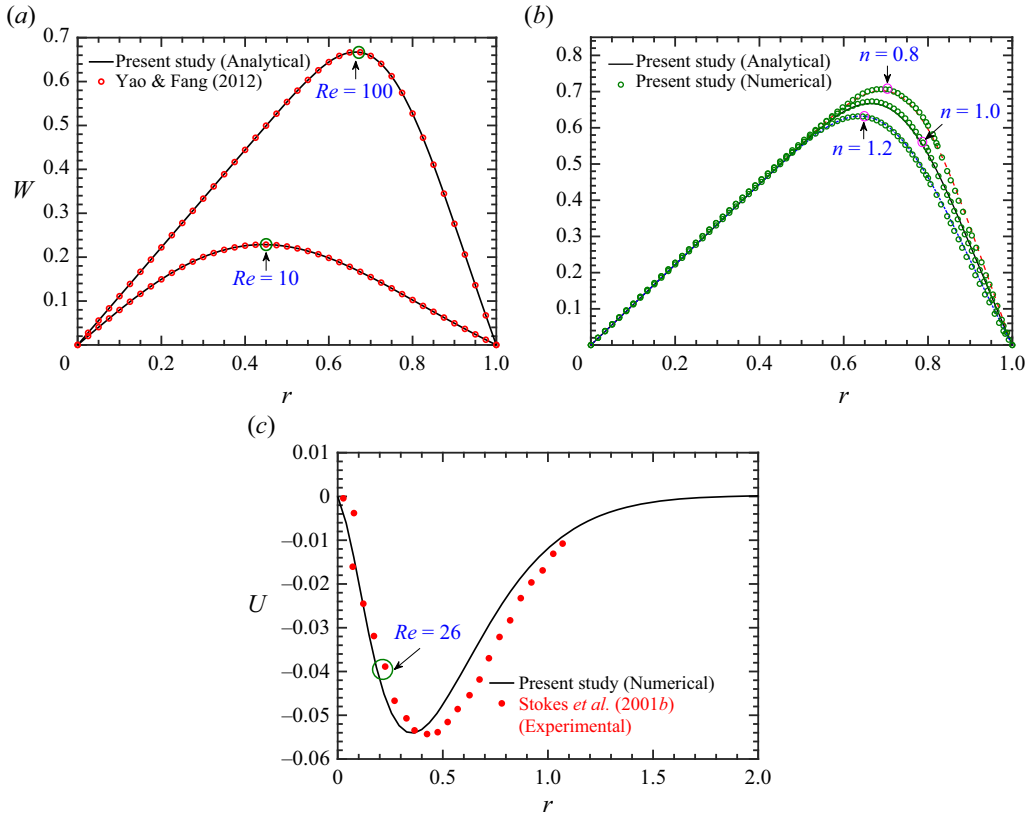 (a)
0.7
0.6
0.5
0.4
0.3
0.2
0.1
W
Present study (Analytical)
Yao & Fang (2012)
Re = 100
Re = 10
0 0.2 0.4 0.6 0.8 1.0
r
(b)
0.8
0.7
0.6
0.5
0.4
0.3
0.2
0.1
Present study (Analytical)
Present study (Numerical)
n = 0.8
n = 1.0
n = 1.2
0 0.2 0.4 0.6 0.8 1.0
r
(c)
0.01
0
–0.01
–0.02
–0.03
–0.04
–0.05
–0.06
U
Re = 26
Present study (Numerical)
Stokes et al. (2001b)
(Experimental)
0 0.5 1.0 1.5 2.0
r